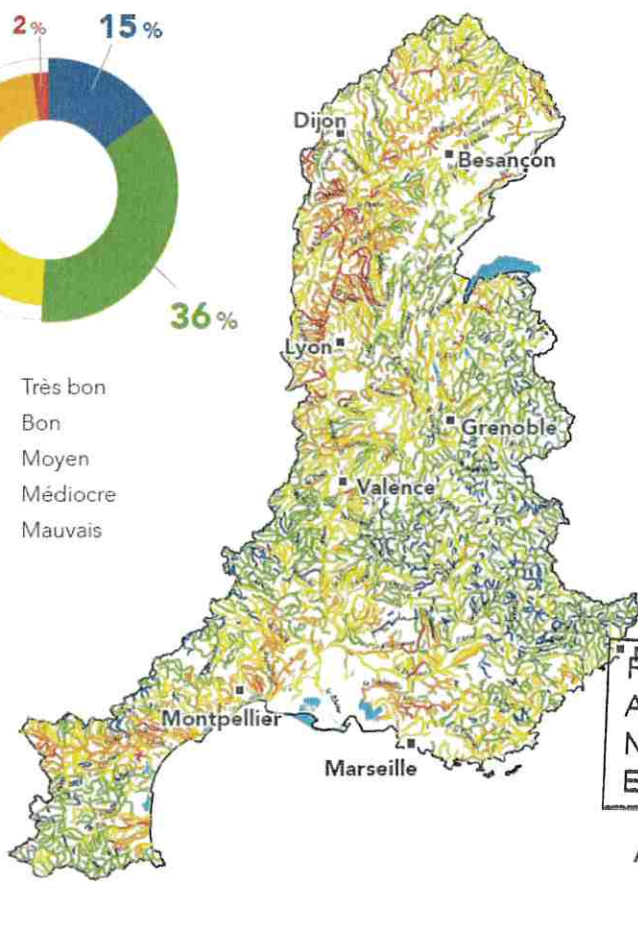 2% 15%
36%
Très bon
Bon
Moyen
Médiocre
Mauvais
Dijon
Besançon
Lyon
Grenoble
Valence
Montpellier
Marseille